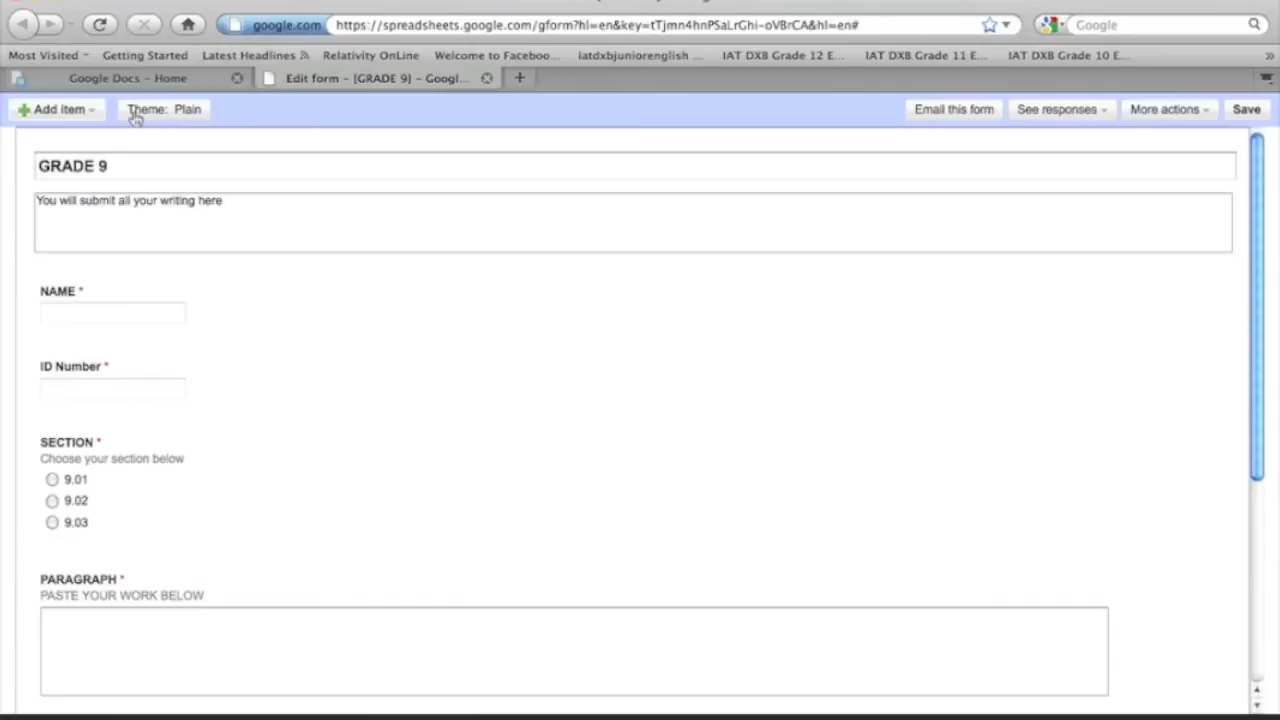 google.com https://spreadsheets.google.com/gform?hl=en&key=tTjmn4hnPSaLrGhi-oVBrCA&hl=en# Google
Most Visited Getting Started Latest Headlines Relativity OnLine Welcome to Faceboo... iatdxbjuniorenglish ... IAT DXB Grade 12 E... IAT DXB Grade 11 E... IAT DXB Grade 10 E... »
Google Docs - Home Edit form - [GRADE 9] - Googl... +
Add item Theme: Plain Email this form See responses More actions Save
GRADE 9
You will submit all your writing here
NAME *
ID Number *
SECTION *
Choose your section below
9.01
9.02
9.03
PARAGRAPH *
PASTE YOUR WORK BELOW